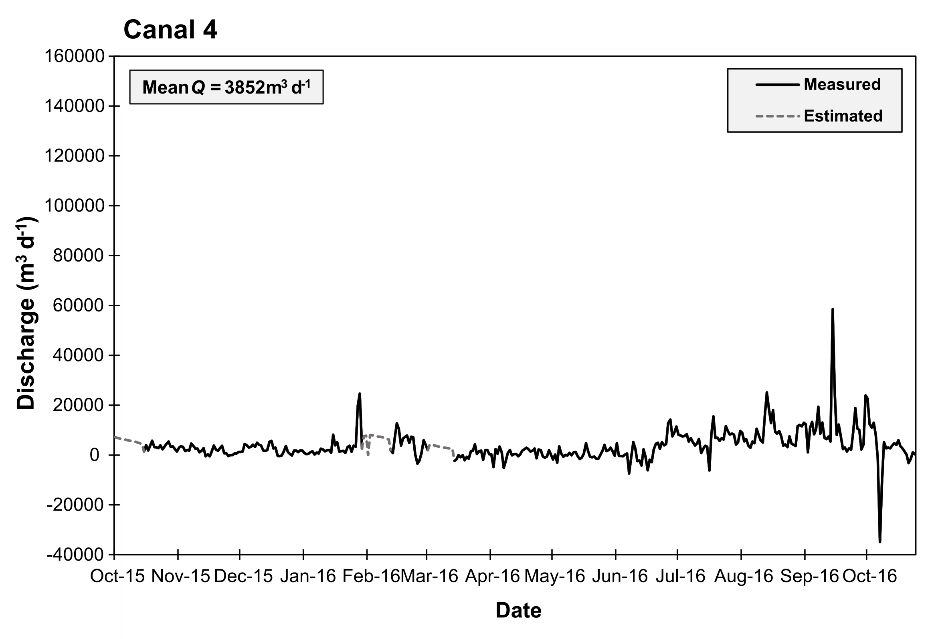 Canal 4
Mean Q = 3852m³ d⁻¹
Measured
Estimated
160000
140000
120000
100000
80000
60000
40000
20000
0
-20000
-40000
Discharge (m³ d⁻¹)
Oct-15 Nov-15 Dec-15 Jan-16 Feb-16 Mar-16 Apr-16 May-16 Jun-16 Jul-16 Aug-16 Sep-16 Oct-16
Date